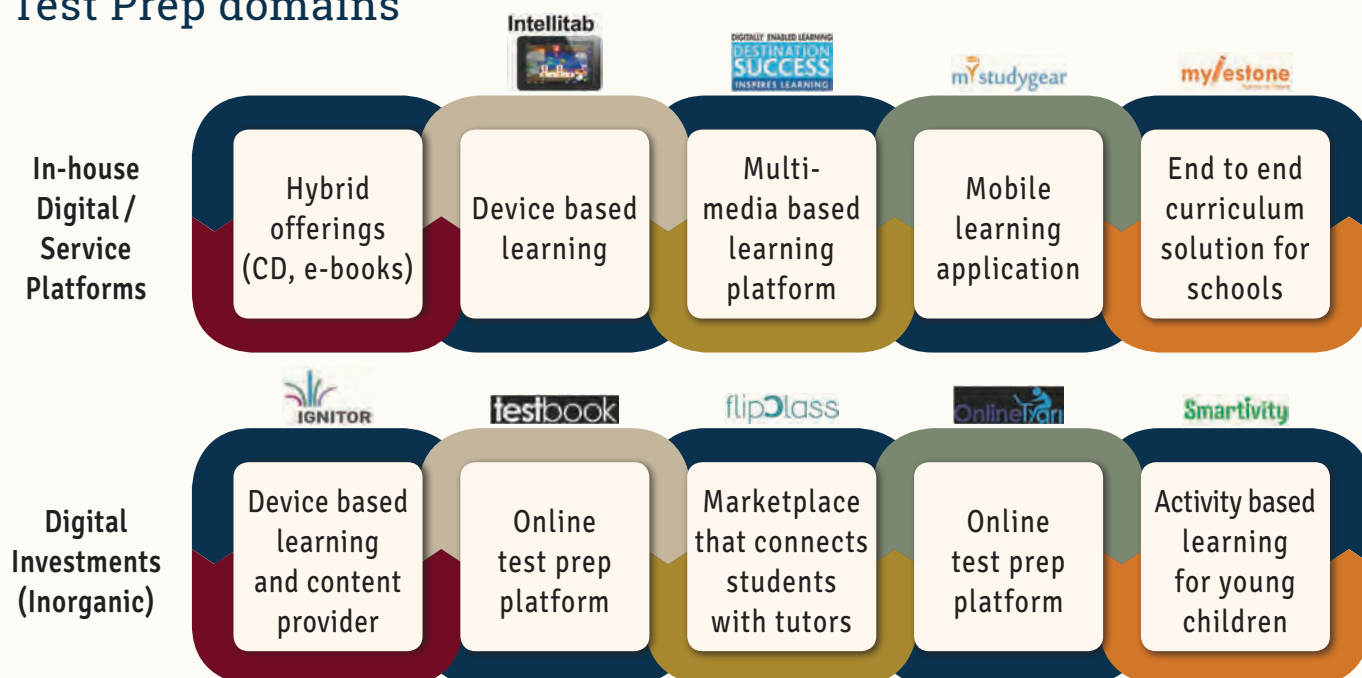 Test Prep domains
Intellitab
DIGITALLY ENABLED LEARNING
DESTINATION
SUCCESS
INSPIRES LEARNING
mystudygear
mylestone
In-house
Digital /
Service
Platforms
Hybrid
offerings
(CD, e-books)
Device based
learning
Multi-
media based
learning
platform
Mobile
learning
application
End to end
curriculum
solution for
schools
IGNITOR
testbook
flipClass
OnlineTyari
Smartivity
Digital
Investments
(Inorganic)
Device based
learning
and content
provider
Online
test prep
platform
Marketplace
that connects
students
with tutors
Online
test prep
platform
Activity based
learning
for young
children